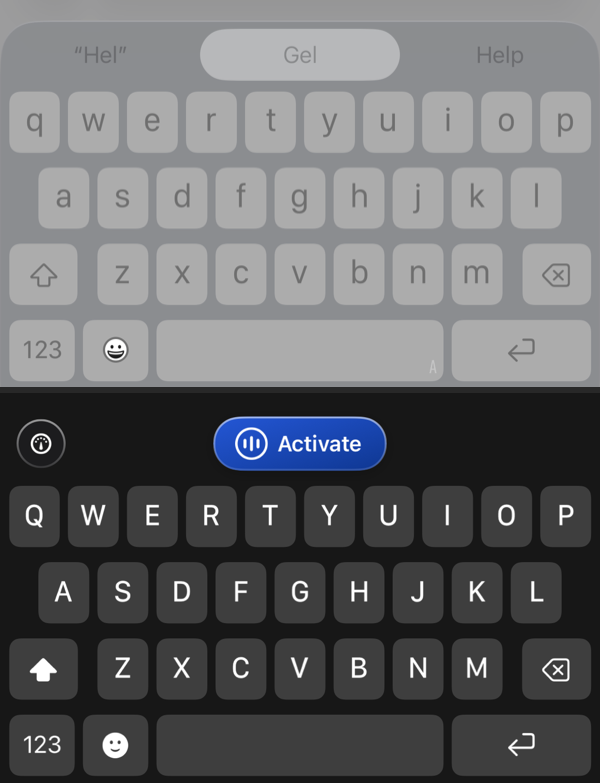 “Hel” Gel Help
q w e r t y u i o p
a s d f g h j k l
z x c v b n m
123
A
Activate
Q W E R T Y U I O P
A S D F G H J K L
Z X C V B N M
123